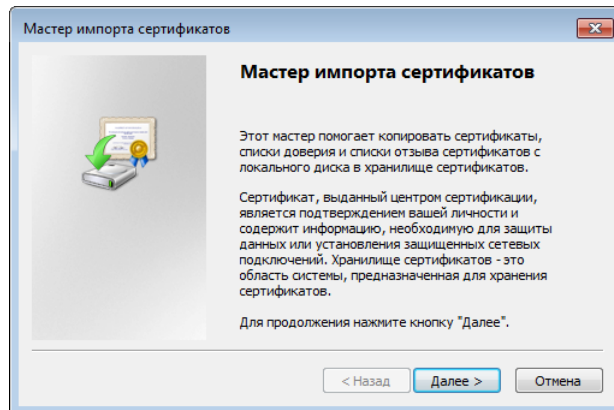 Мастер импорта сертификатов
Мастер импорта сертификатов
Этот мастер помогает копировать сертификаты,
списки доверия и списки отзыва сертификатов с
локального диска в хранилище сертификатов.
Сертификат, выданный центром сертификации,
является подтверждением вашей личности и
содержит информацию, необходимую для защиты
данных или установления защищенных сетевых
подключений. Хранилище сертификатов - это
область системы, предназначенная для хранения
сертификатов.
Для продолжения нажмите кнопку "Далее".
< Назад Далее > Отмена